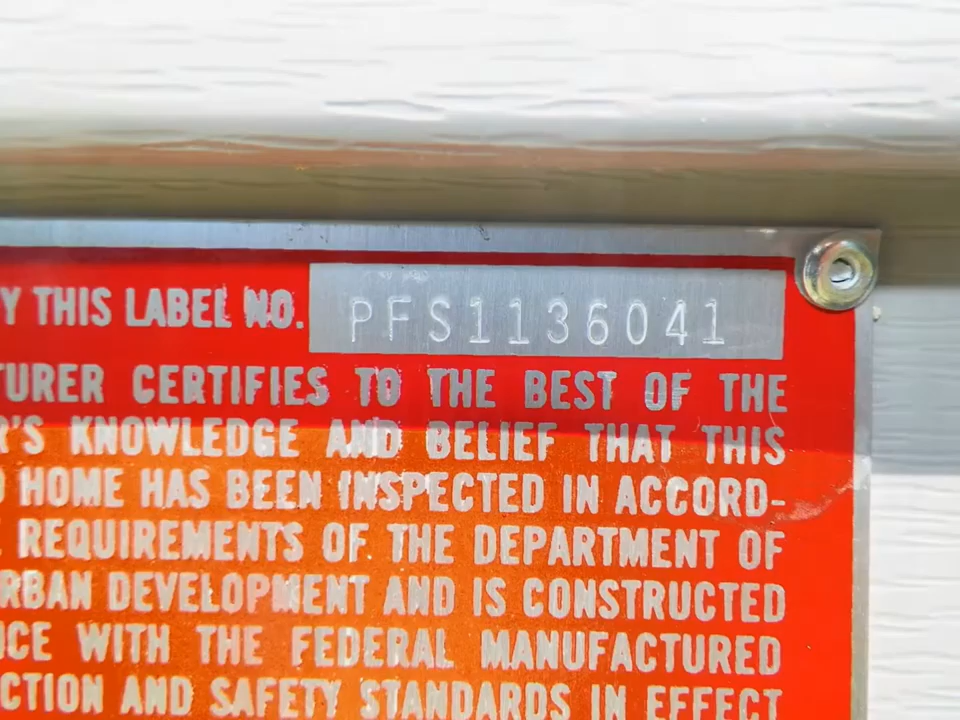 Y THIS LABEL NO. PFS1136041
TURER CERTIFIES TO THE BEST OF THE
R'S KNOWLEDGE AND BELIEF THAT THIS
HOME HAS BEEN INSPECTED IN ACCORD-
REQUIREMENTS OF THE DEPARTMENT OF
RBAN DEVELOPMENT AND IS CONSTRUCTED
NCE WITH THE FEDERAL MANUFACTURED
CTION AND SAFETY STANDARDS IN EFFECT